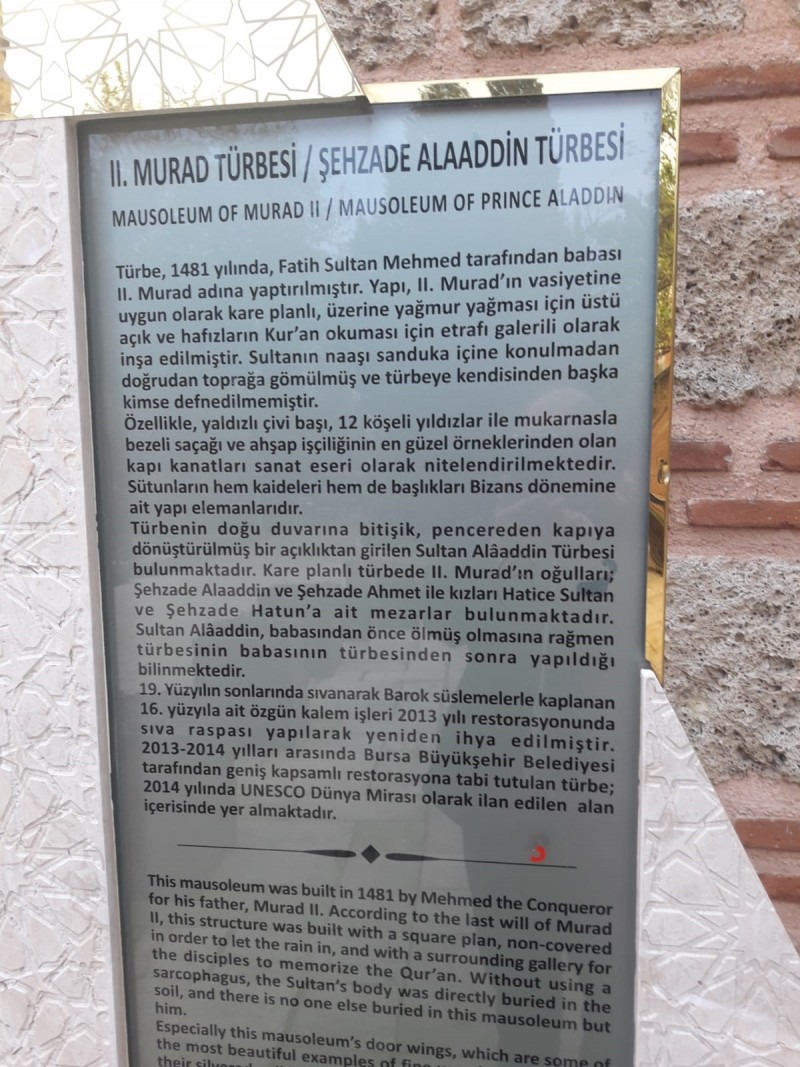 II. MURAD TÜRBESİ / ŞEHZADE ALAADDİN TÜRBESİ
MAUSOLEUM OF MURAD II / MAUSOLEUM OF PRINCE ALADDIN
Türbe, 1481 yılında, Fatih Sultan Mehmed tarafından babası
II. Murad adına yaptırılmıştır. Yapı, II. Murad'ın vasiyetine
uygun olarak kare planlı, üzerine yağmur yağması için üstü
açık ve hafızların Kur'an okuması için etrafı galerili olarak
inşa edilmiştir. Sultanın naaşı sanduka içine konulmadan
doğrudan toprağa gömülmüş ve türbeye kendisinden başka
kimse defnedilmemiştir.
Özellikle, yaldızlı çivi başı, 12 köşeli yıldızlar ile mukarnasla
bezeli saçağı ve ahşap işçiliğinin en güzel örneklerinden olan
kapı kanatları sanat eseri olarak nitelendirilmektedir.
Sütunların hem kaideleri hem de başlıkları Bizans dönemine
ait yapı elemanlarıdır.
Türbenin doğu duvarına bitişik, pencereden kapıya
dönüştürülmüş bir açıklıktan girilen Sultan Alâaddin Türbesi
bulunmaktadır. Kare planlı türbede II. Murad'ın oğulları;
Şehzade Alaaddin ve Şehzade Ahmet ile kızları Hatice Sultan
ve Şehzade Hatun'a ait mezarlar bulunmaktadır.
Sultan Alâaddin, babasından önce ölmüş olmasına rağmen
türbesinin babasının türbesinden sonra yapıldığı
bilinmektedir.
19. Yüzyılın sonlarında sıvanarak Barok süslemelerle kaplanan
16. yüzyıla ait özgün kalem işleri 2013 yılı restorasyonunda
sıva raspası yapılarak yeniden ihya edilmiştir.
2013-2014 yılları arasında Bursa Büyükşehir Belediyesi
tarafından geniş kapsamlı restorasyona tabi tutulan türbe;
2014 yılında UNESCO Dünya Mirası olarak ilan edilen alan
içerisinde yer almaktadır.
This mausoleum was built in 1481 by Mehmed the Conqueror
for his father, Murad II. According to the last will of Murad
II, this structure was built with a square plan, non-covered
in order to let the rain in, and with a surrounding gallery for
the disciples to memorize the Qur'an. Without using a
sarcophagus, the Sultan's body was directly buried in the
soil, and there is no one else buried in this mausoleum but
him.
Especially this mausoleum's door wings, which are some of
the most beautiful examples of
their